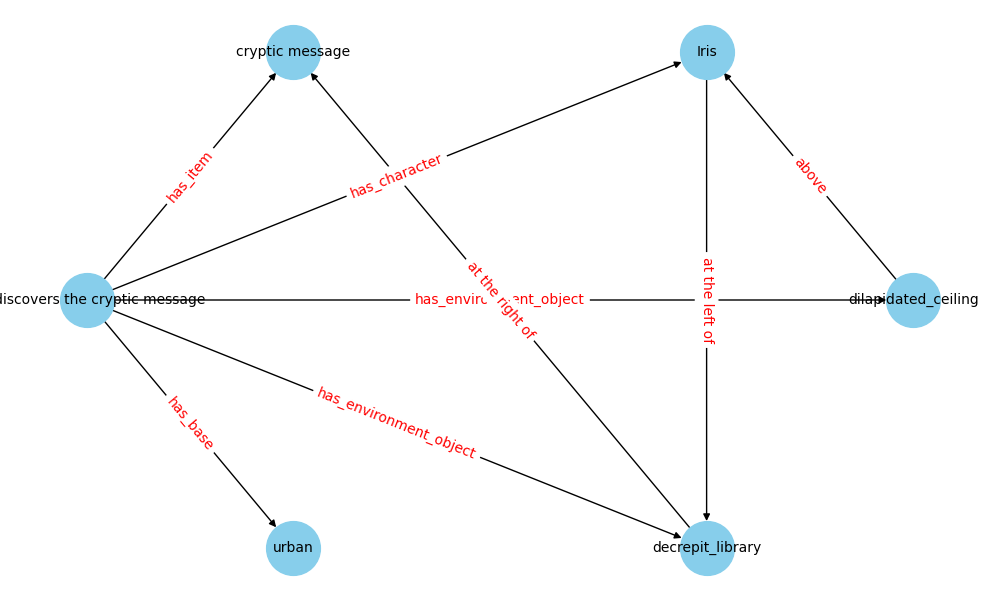 cryptic message
Iris
has_item
has_character
above
discovers the cryptic message
has_environment_object
at the right of
at the left of
dilapidated_ceiling
has_base
has_environment_object
urban
decrepit_library